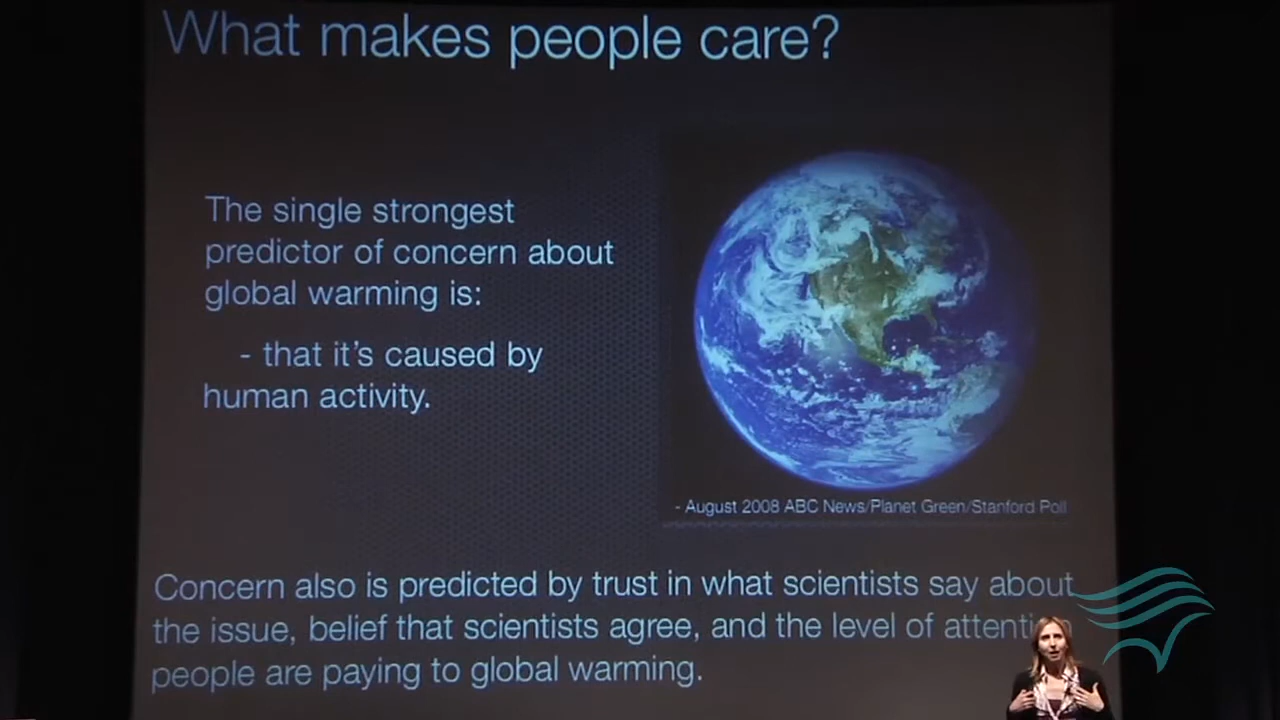 What makes people care?
The single strongest
predictor of concern about
global warming is:
- that it's caused by
human activity.
- August 2008 ABC News/Planet Green/Stanford Poll
Concern also is predicted by trust in what scientists say about
the issue, belief that scientists agree, and the level of attention
people are paying to global warming.